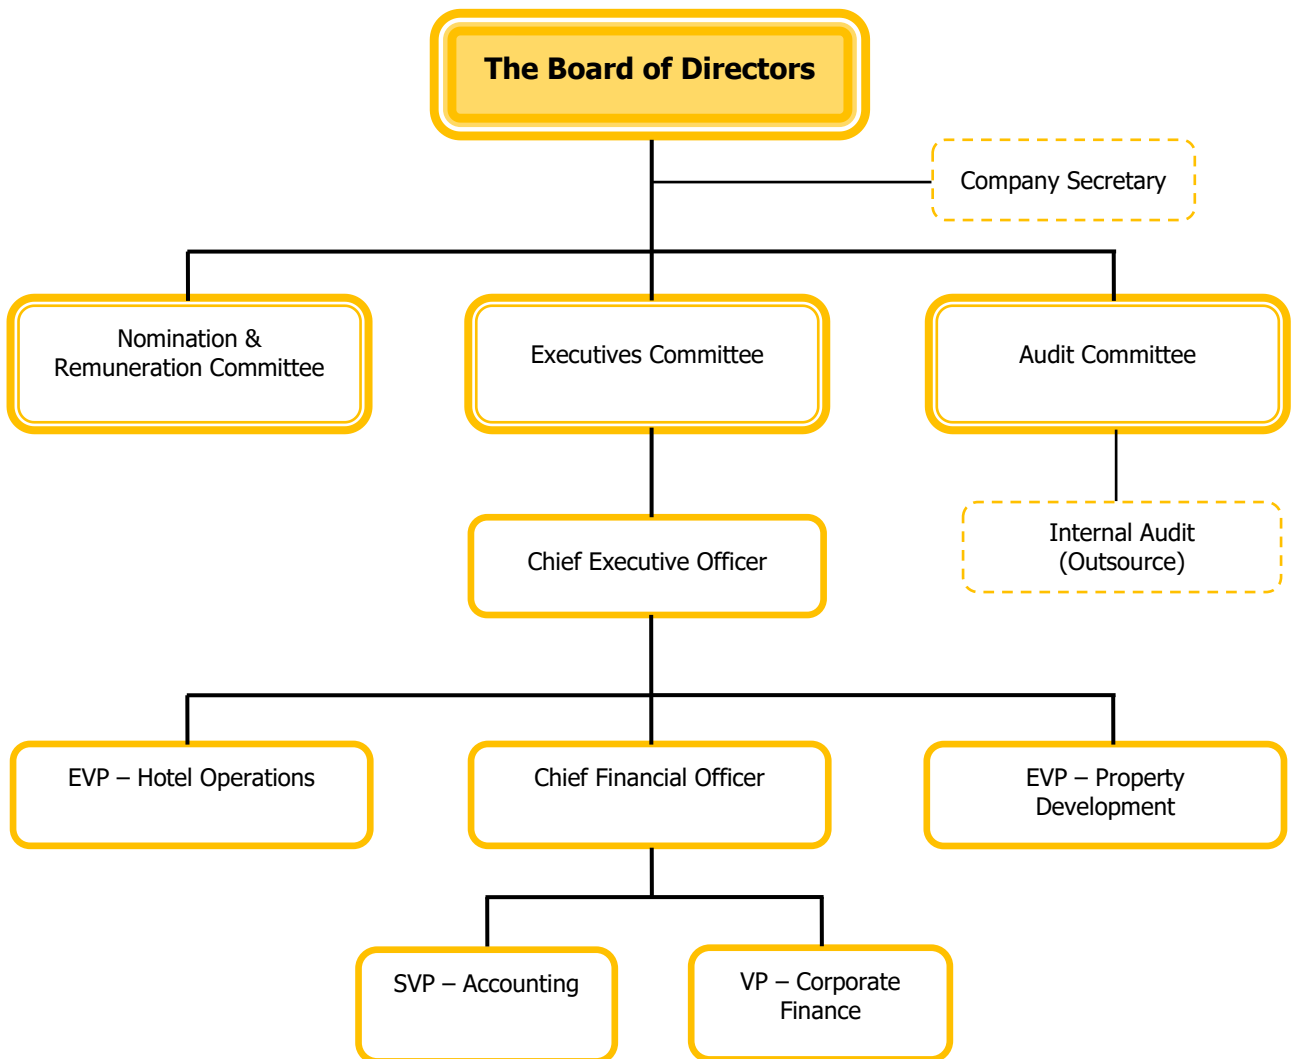 The Board of Directors
Company Secretary
Nomination &
Remuneration Committee
Executives Committee
Audit Committee
Internal Audit
(Outsource)
Chief Executive Officer
EVP – Hotel Operations
Chief Financial Officer
EVP – Property
Development
SVP – Accounting
VP – Corporate
Finance